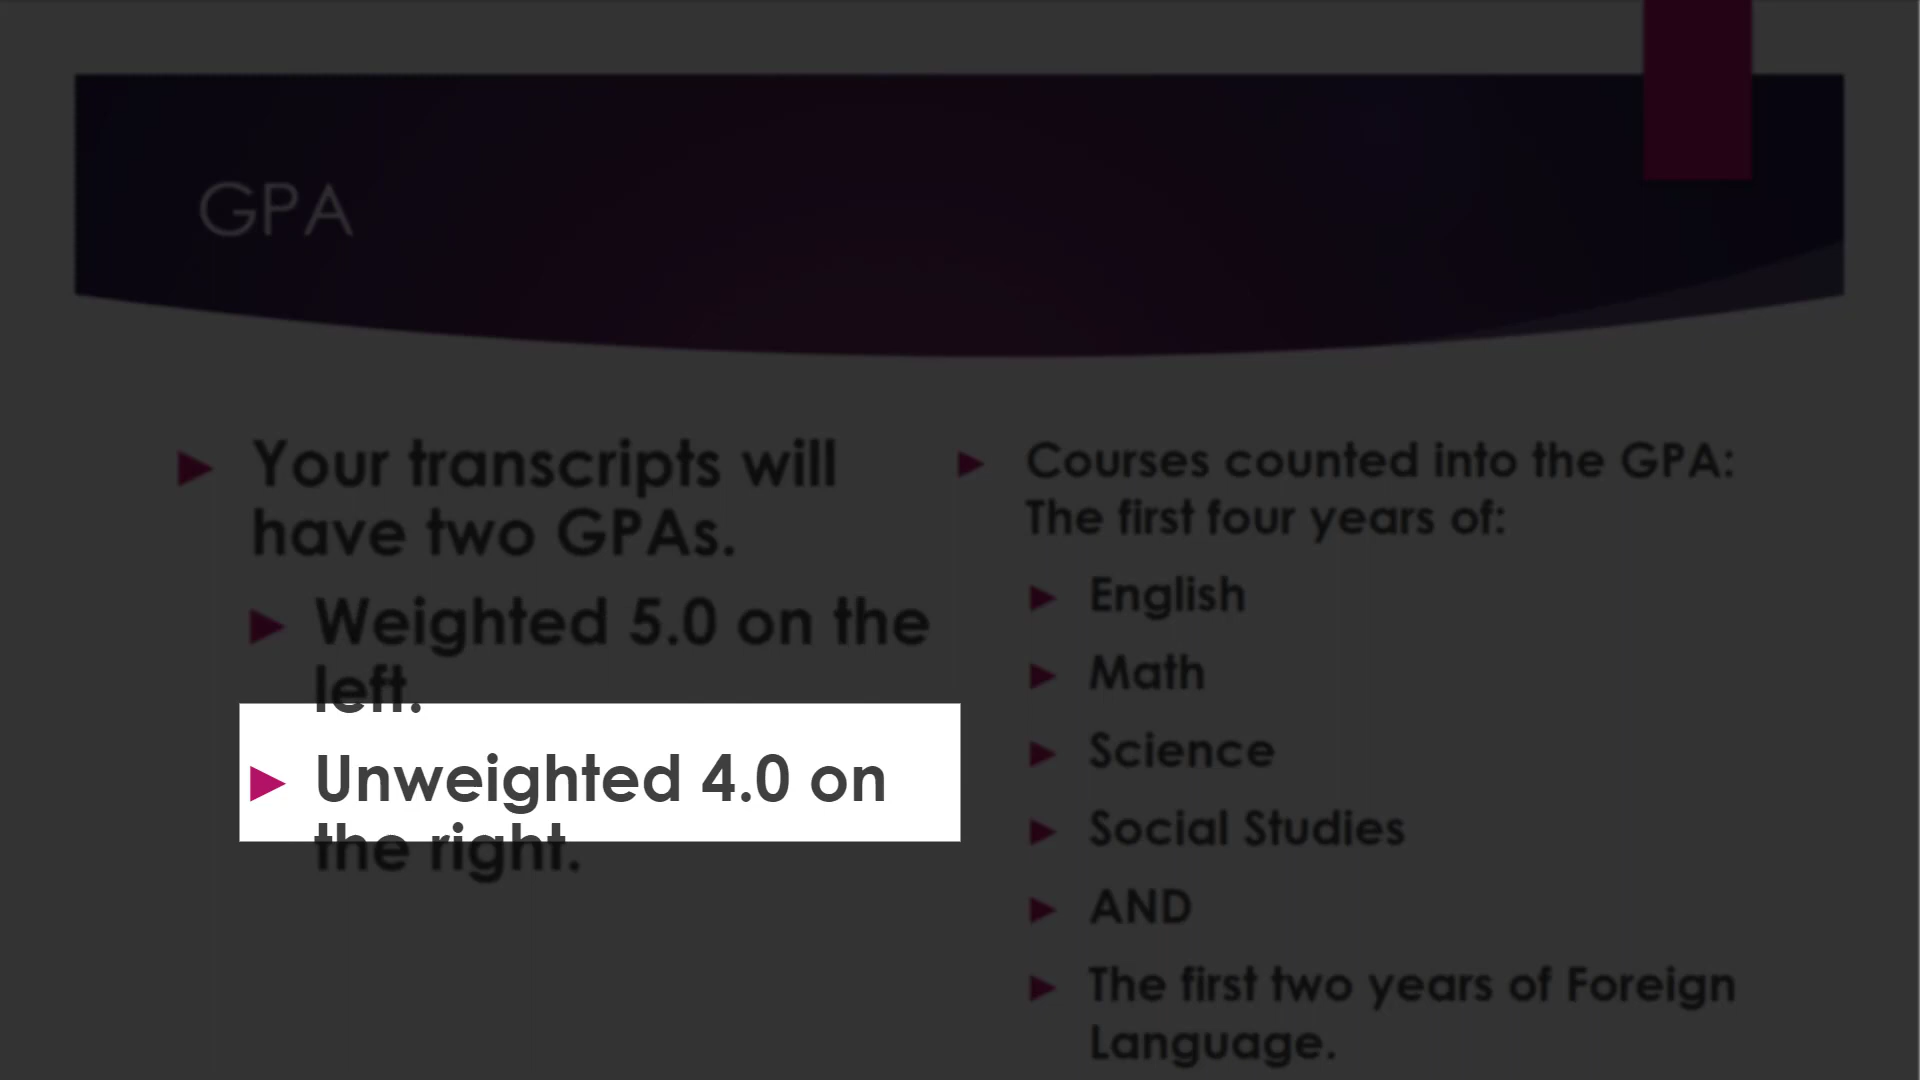 GPA
Your transcripts will
have two GPAs.
Weighted 5.0 on the
left.
Unweighted 4.0 on
the right.
Courses counted into the GPA:
The first four years of:
English
Math
Science
Social Studies
AND
The first two years of Foreign
Language.